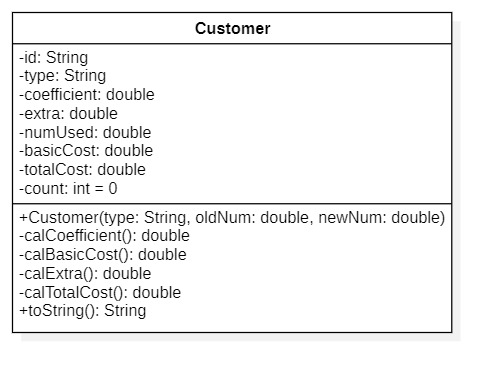 Customer
-id: String
-type: String
-coefficient: double
-extra: double
-numUsed: double
-basicCost: double
-totalCost: double
-count: int = 0
+Customer(type: String, oldNum: double, newNum: double)
-calCoefficient(): double
-calBasicCost(): double
-calExtra(): double
-calTotalCost(): double
+toString(): String